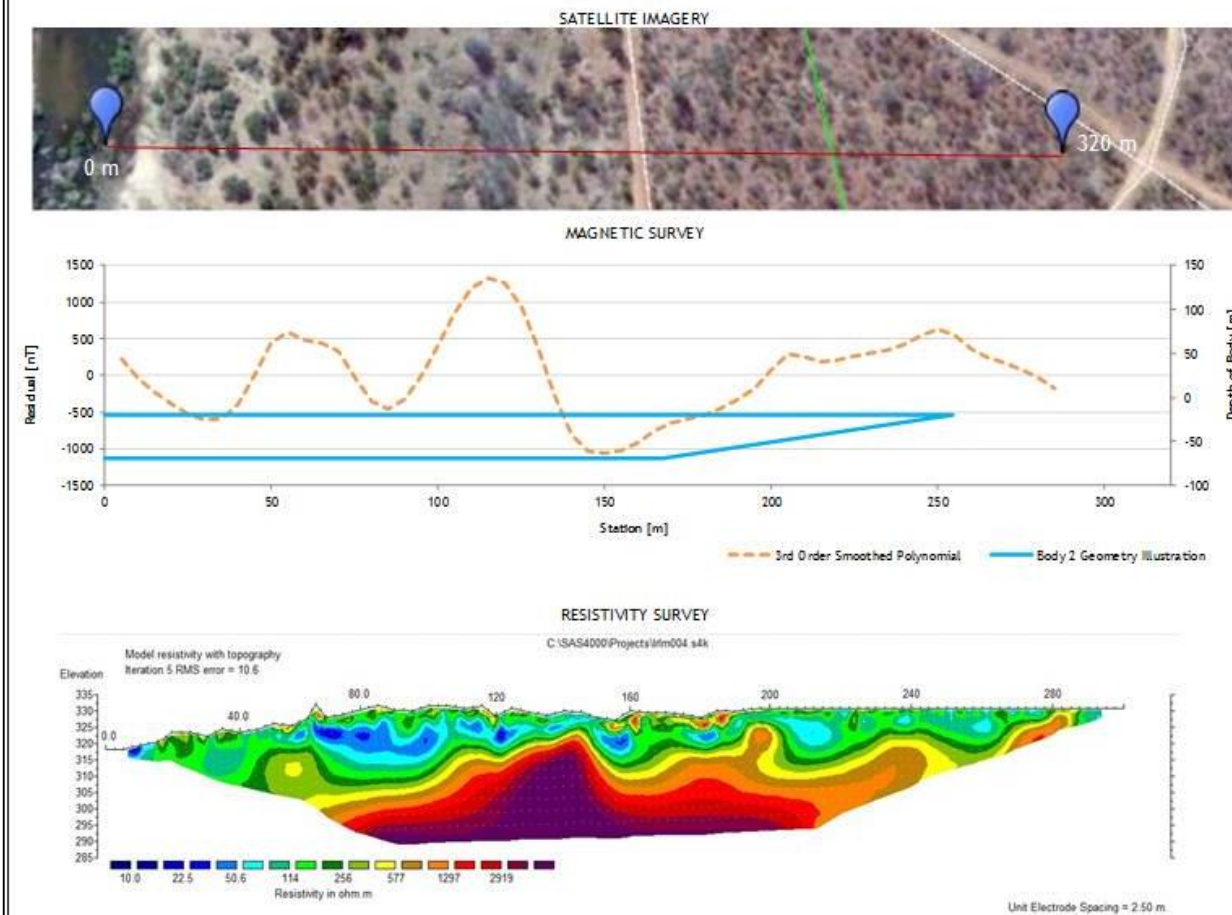 SATELLITE IMAGERY
0 m
320 m
MAGNETIC SURVEY
Residual [nT]
1500
1000
500
0
-500
-1000
-1500
150
100
50
0
-50
-100
Depth of Body [m]
0 50 100 150 200 250 300
Station [m]
3rd Order Smoothed Polynomial
Body 2 Geometry Illustration
RESISTIVITY SURVEY
Model resistivity with topography
Iteration 5 RMS error = 10.6
Elevation
335
330
325
320
315
310
305
300
295
290
285
0.0 40.0 80.0 120 160 200 240 280
10.0 22.5 50.6 114 256 577 1297 2919
Resistivity in ohm.m
Unit Electrode Spacing = 2.50 m.